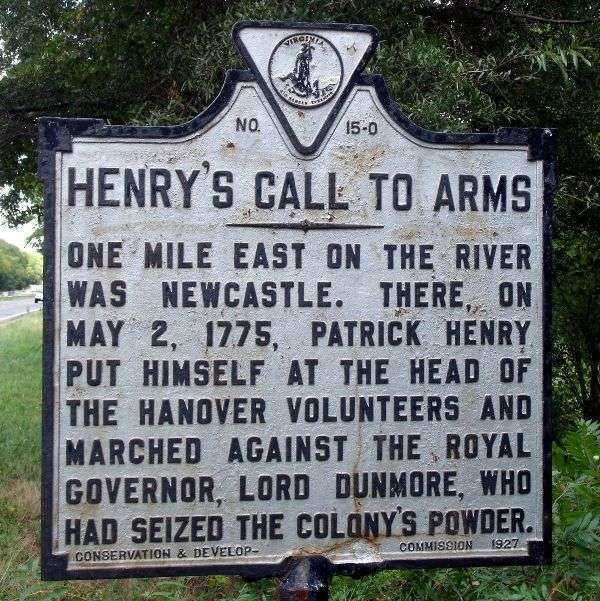 VIRGINIA
NO. 15-0
HENRY'S CALL TO ARMS
ONE MILE EAST ON THE RIVER
WAS NEWCASTLE. THERE, ON
MAY 2, 1775, PATRICK HENRY
PUT HIMSELF AT THE HEAD OF
THE HANOVER VOLUNTEERS AND
MARCHED AGAINST THE ROYAL
GOVERNOR, LORD DUNMORE, WHO
HAD SEIZED THE COLONY'S POWDER.
CONSERVATION & DEVELOP- COMMISSION 1927